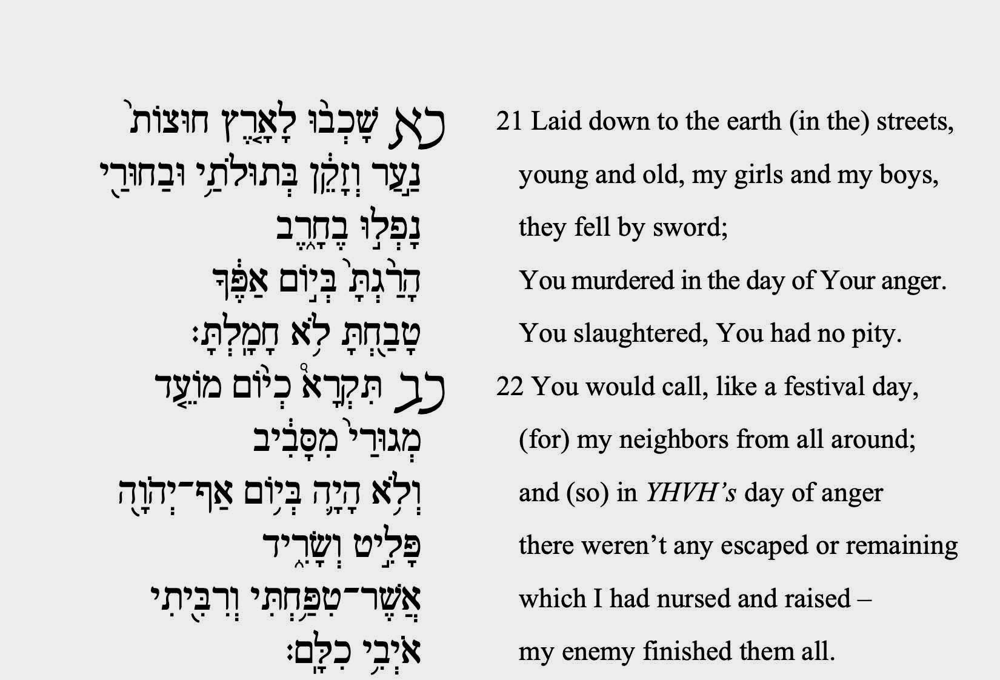 כא שָׁכְב֨וּ לָאָ֤רֶץ חוּצוֹת֙
נַ֣עַר וְזָקֵ֔ן בְּתוּלֹתַ֥י וּבַחוּרַ֖י
נָפְל֣וּ בֶחָ֑רֶב
הָרַ֨גְתָּ֙ בְּי֣וֹם אַפֶּ֔ךָ
טָבַ֖חְתָּ לֹ֥א חָמָֽלְתָּ׃
כב תִּקְרָא֩ כְי֨וֹם מוֹעֵ֤ד
מְגוּרַי֙ מִסָּבִ֔יב
וְלֹ֥א הָיָ֛ה בְּי֥וֹם אַף־יְהֹוָ֖ה
פָּלִ֣יט וְשָׂרִ֑יד
אֲשֶׁר־טִפַּ֥חְתִּי וְרִבִּ֖יתִי
אֹיְבִ֥י כִלָּֽם׃
21 Laid down to the earth (in the) streets,
young and old, my girls and my boys,
they fell by sword;
You murdered in the day of Your anger.
You slaughtered, You had no pity.
22 You would call, like a festival day,
(for) my neighbors from all around;
and (so) in YHVH’s day of anger
there weren’t any escaped or remaining
which I had nursed and raised –
my enemy finished them all.